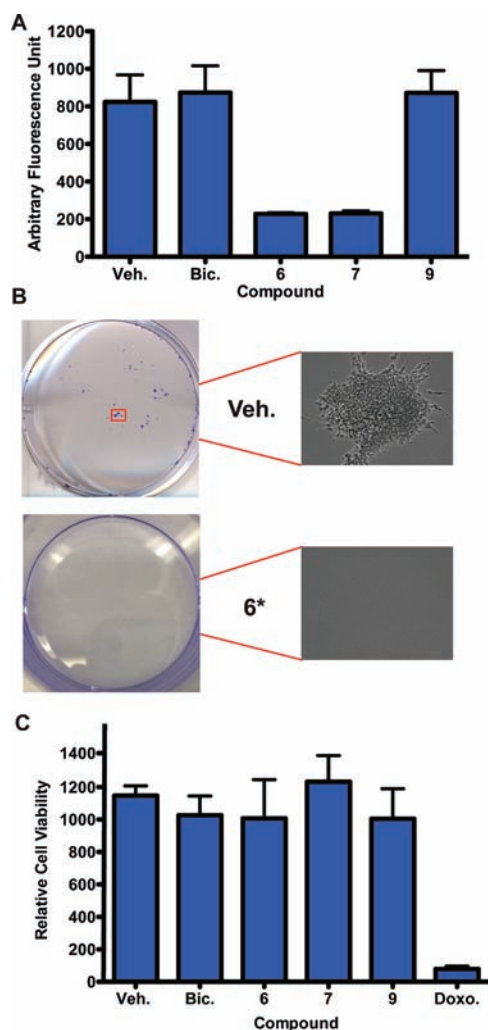 A
Arbitrary Fluorescence Unit
1200
1000
800
600
400
200
0
Veh. Bic. 6 7 9
Compound
B
Veh.
6*
C
Relative Cell Viability
1400
1200
1000
800
600
400
200
0
Veh. Bic. 6 7 9 Doxo.
Compound